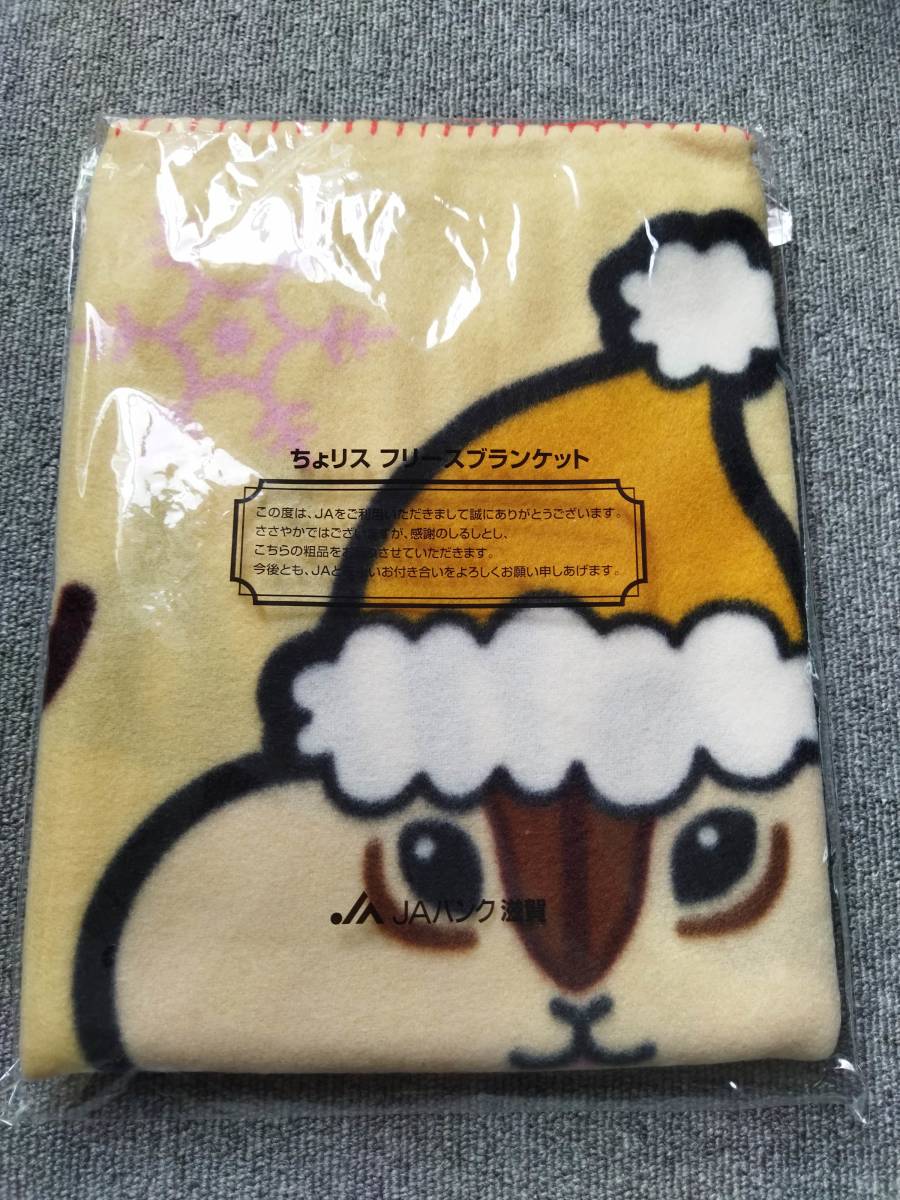 ちょリス フリースブランケット
この度は、JAをご利用いただきまして誠にありがとうございます。
ささやかではございますが、感謝のしるしとし、
こちらの粗品をお
させていただきます。
今後とも、JAと
いお付き合いをよろしくお願い申しあげます。
JAバンク 滋賀